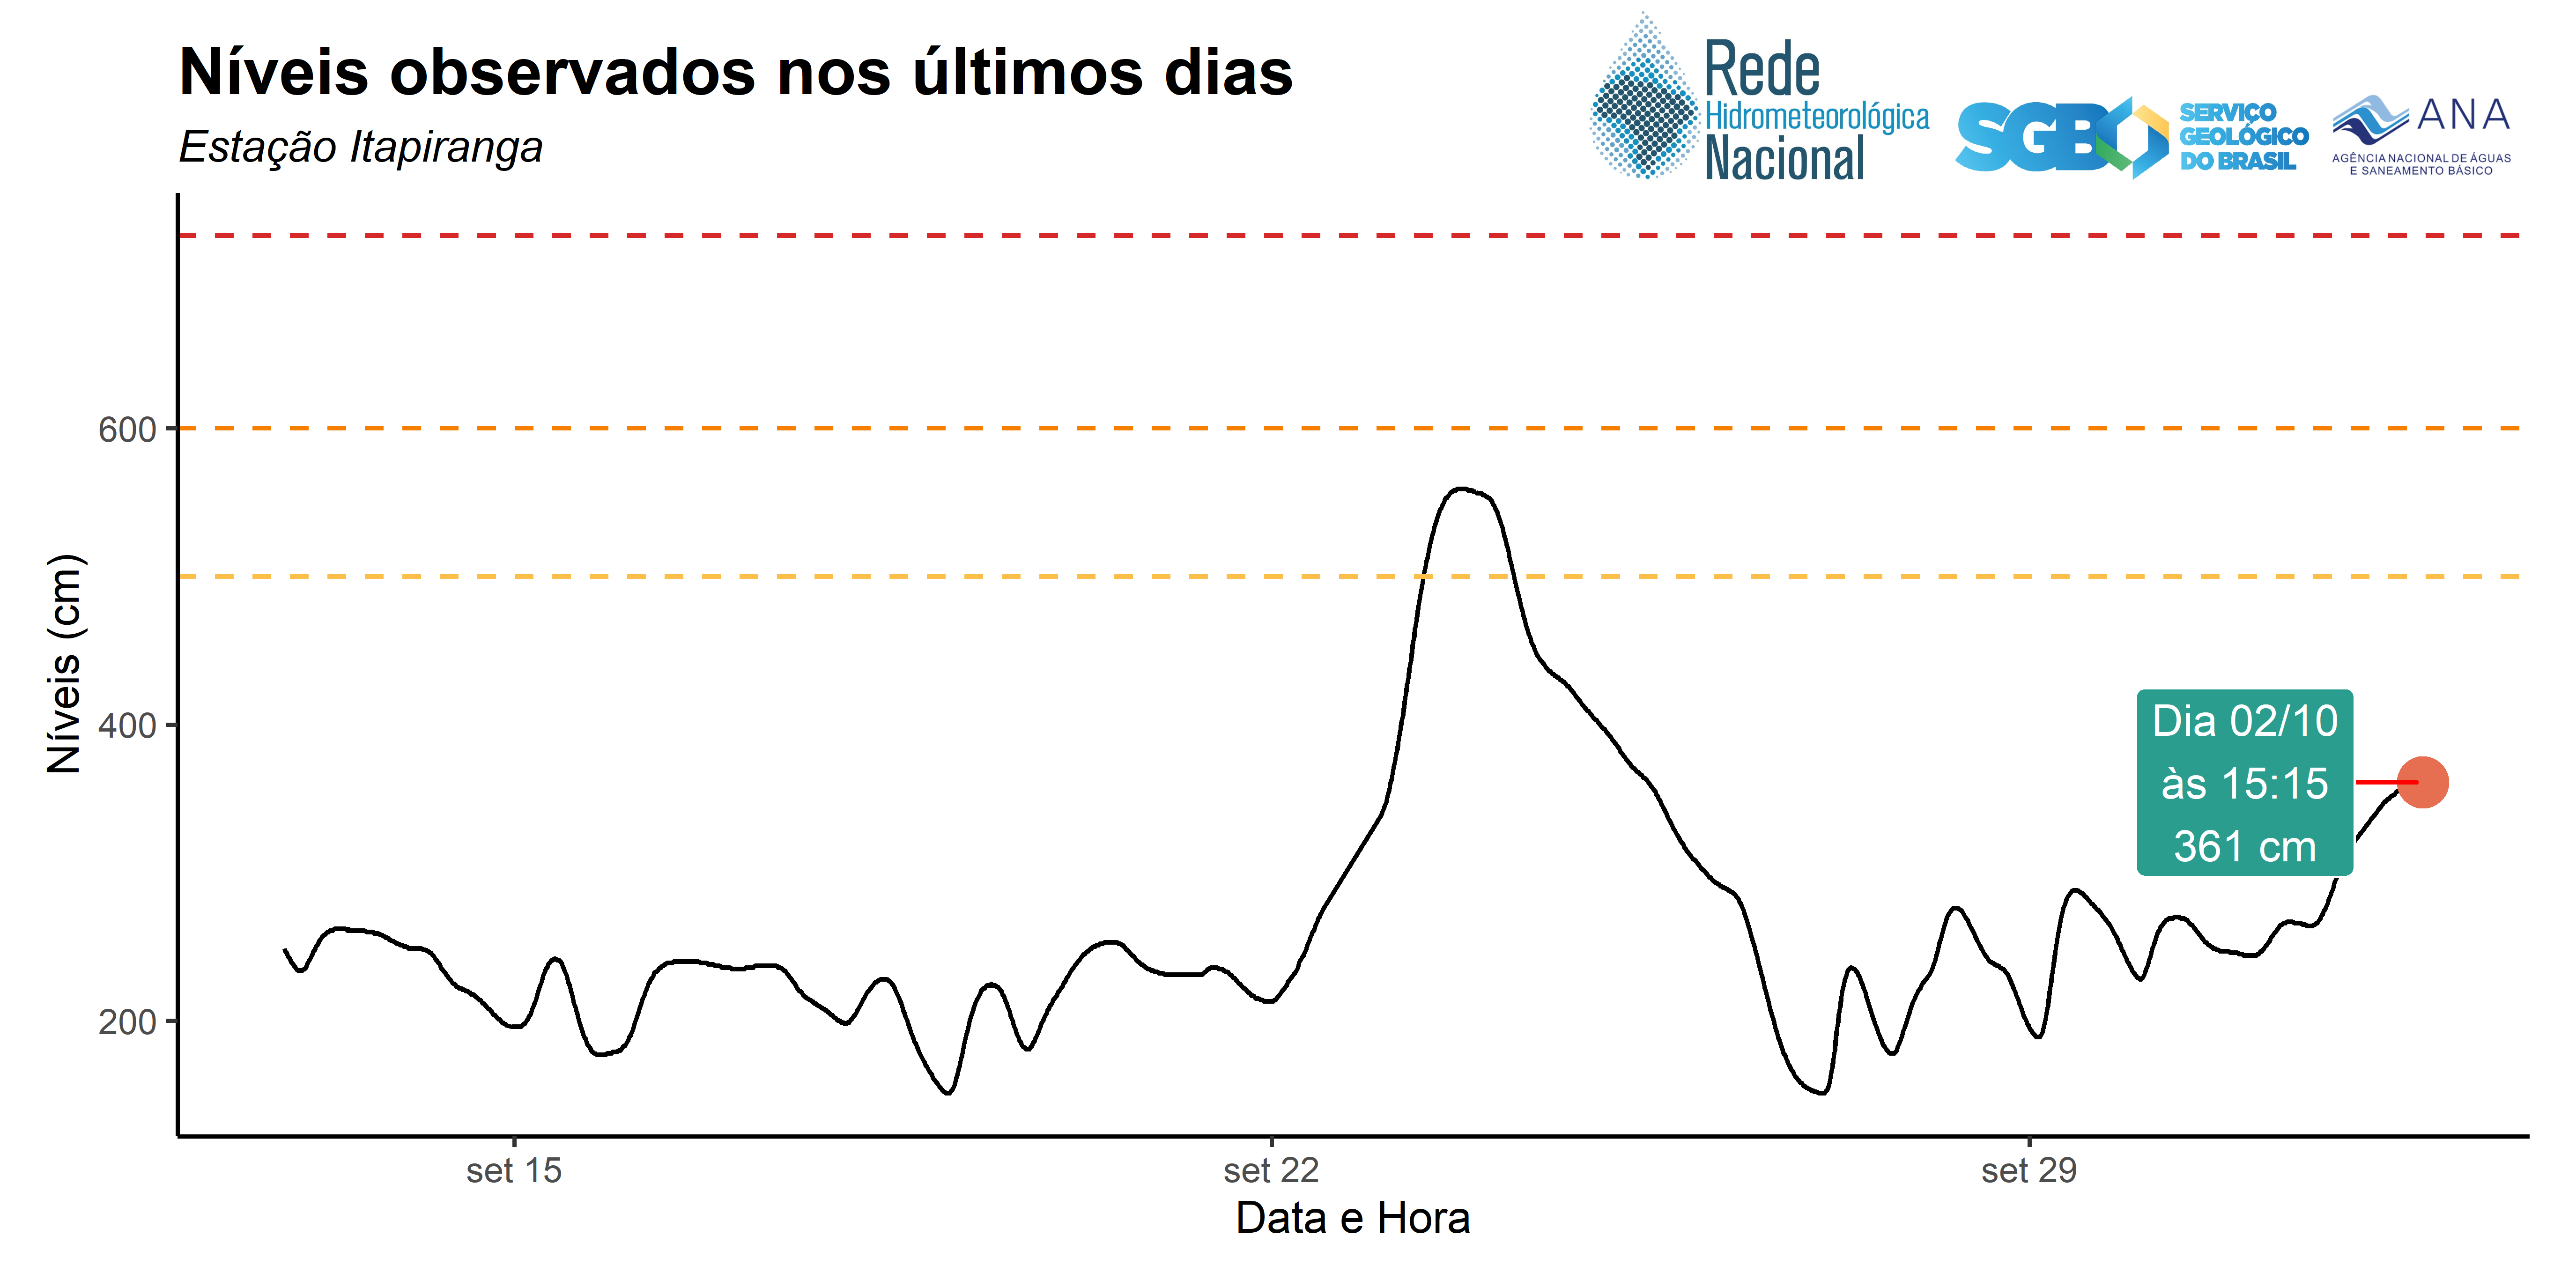 Níveis observados nos últimos dias
Estação Itapiranga
Rede
Hidrometeorológica
Nacional
SGB
SERVIÇO
GEOLÓGICO
DO BRASIL
ANA
AGÊNCIA NACIONAL DE ÁGUAS
E SANEAMENTO BÁSICO
Níveis (cm)
600
400
200
Dia 02/10
às 15:15
361 cm
set 15
set 22
set 29
Data e Hora